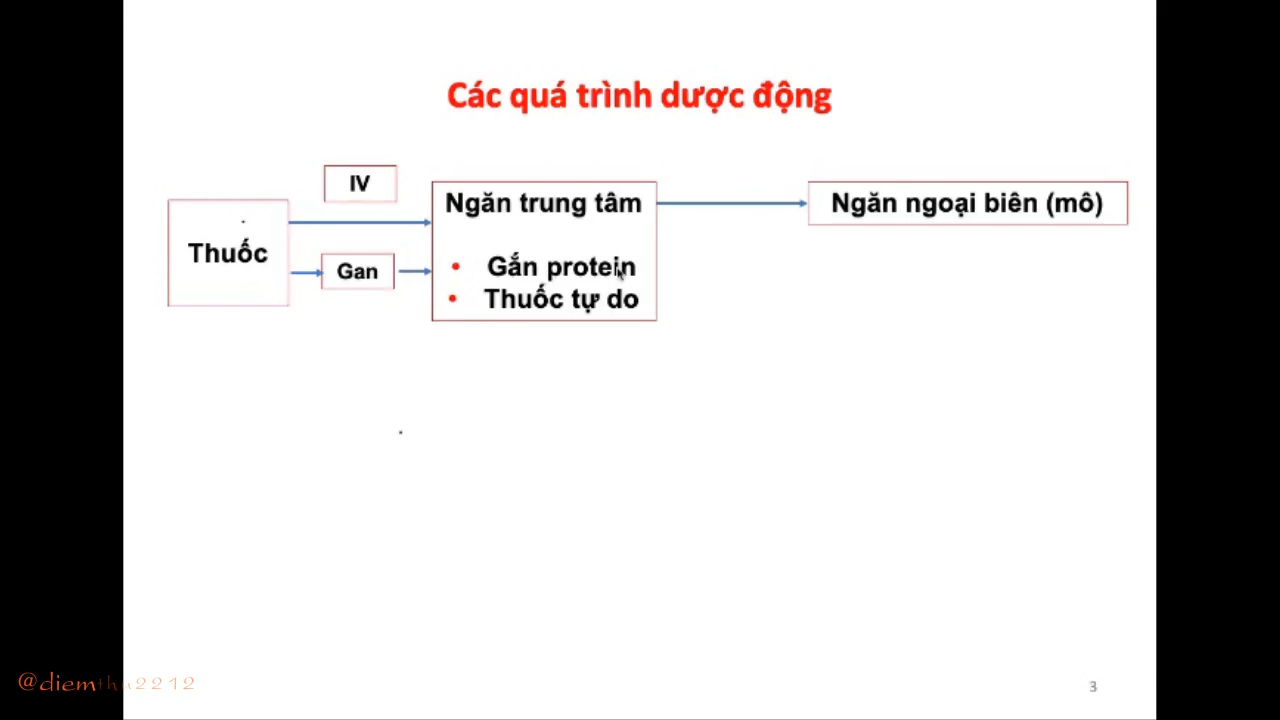 Các quá trình dược động
IV
Thuốc
Gan
Ngăn trung tâm
• Gắn protein
• Thuốc tự do
Ngăn ngoại biên (mô)
@diemthu2212
3